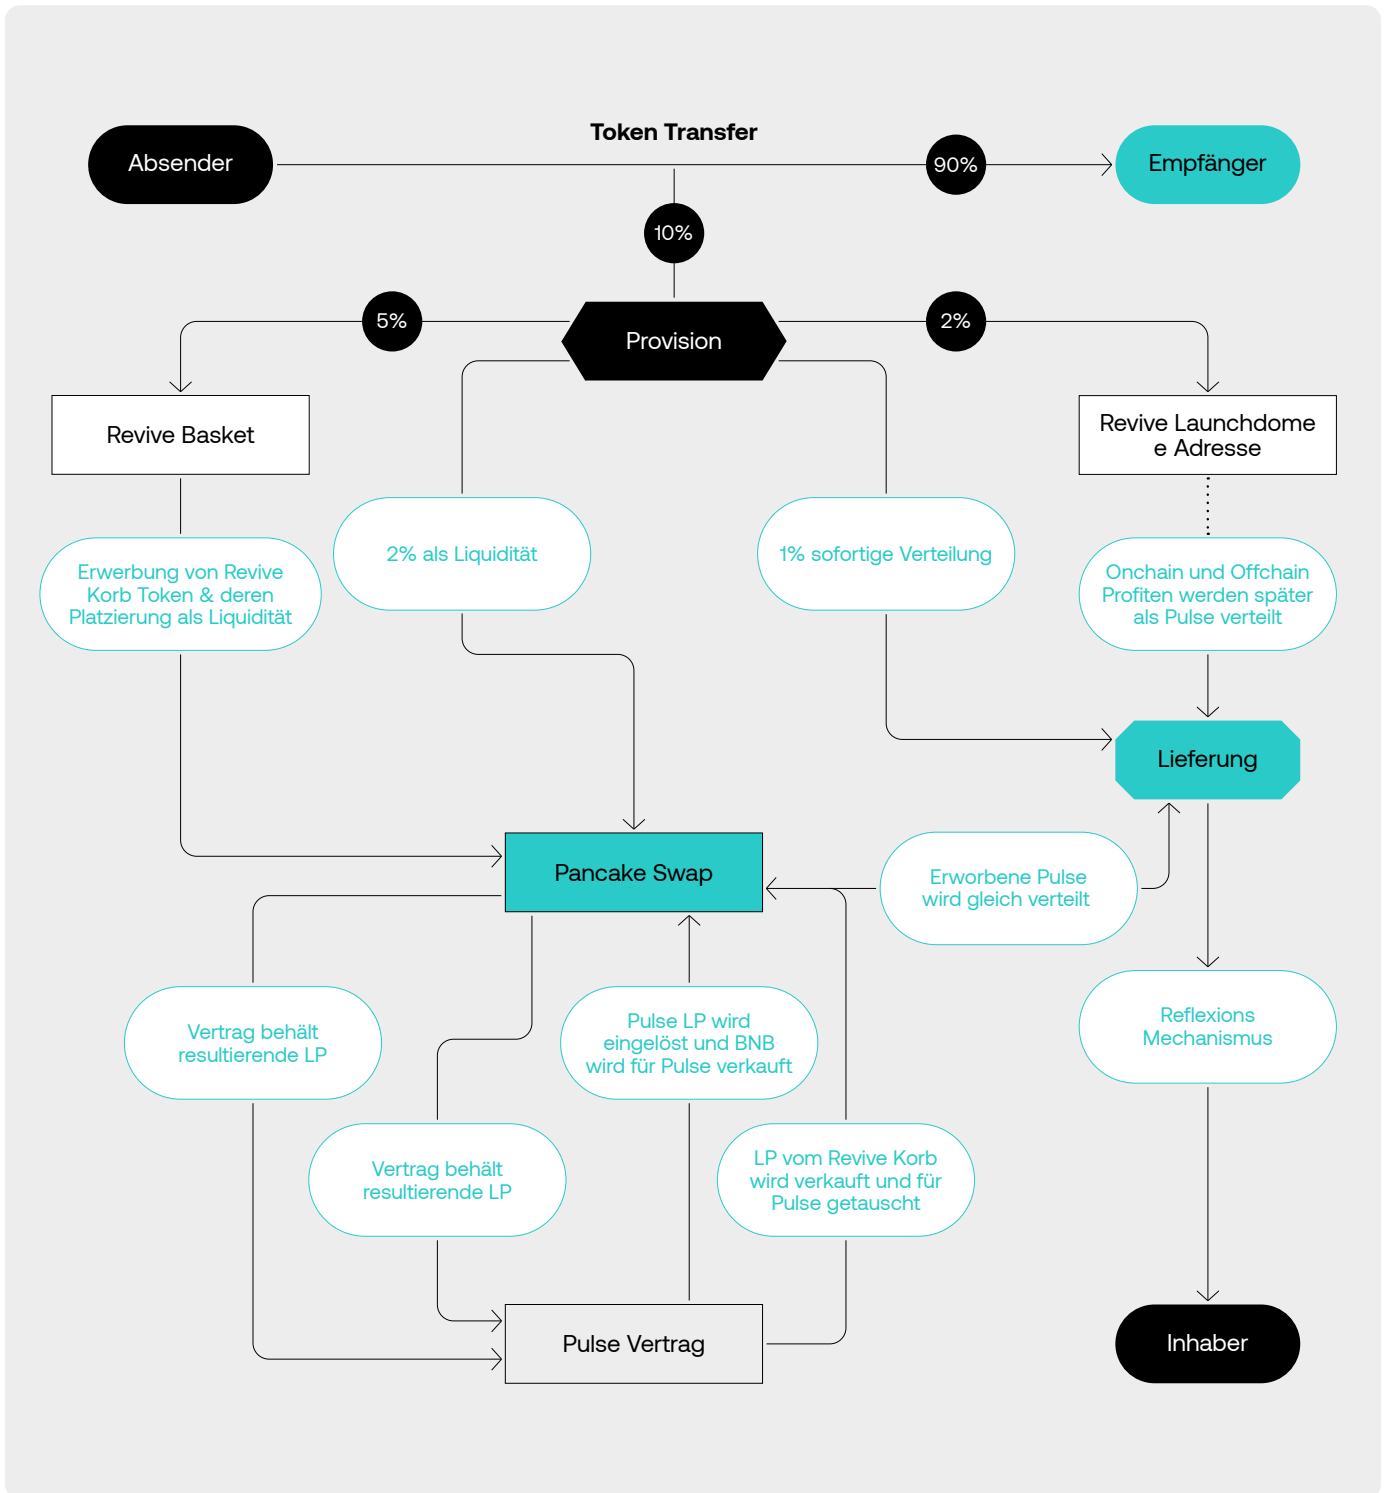 Token Transfer
Absender
90%
Empfänger
10%
5%
2%
Provision
Revive Basket
Revive Launchdome
e Adresse
2% als Liquidität
1% sofortige Verteilung
Erwerbung von Revive
Korb Token & deren
Platzierung als Liquidität
Onchain und Offchain
Profiten werden später
als Pulse verteilt
Lieferung
Pancake Swap
Erworbene Pulse
wird gleich verteilt
Vertrag behält
resultierende LP
Pulse LP wird
eingelöst und BNB
wird für Pulse verkauft
Reflexions
Mechanismus
Vertrag behält
resultierende LP
LP vom Revive Korb
wird verkauft und für
Pulse getauscht
Pulse Vertrag
Inhaber